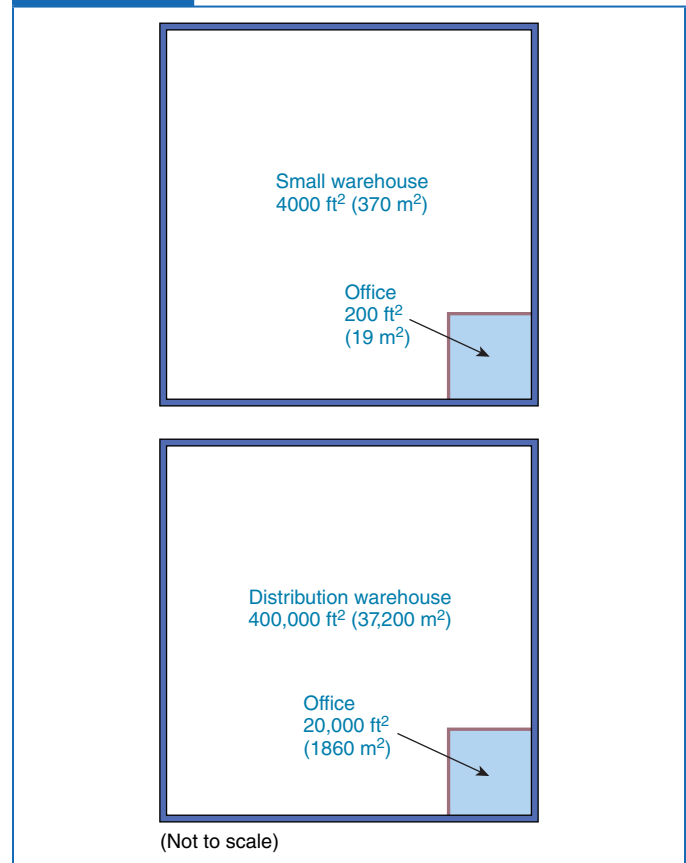 Small warehouse
4000 ft² (370 m²)
Office
200 ft²
(19 m²)
Distribution warehouse
400,000 ft² (37,200 m²)
Office
20,000 ft²
(1860 m²)
(Not to scale)